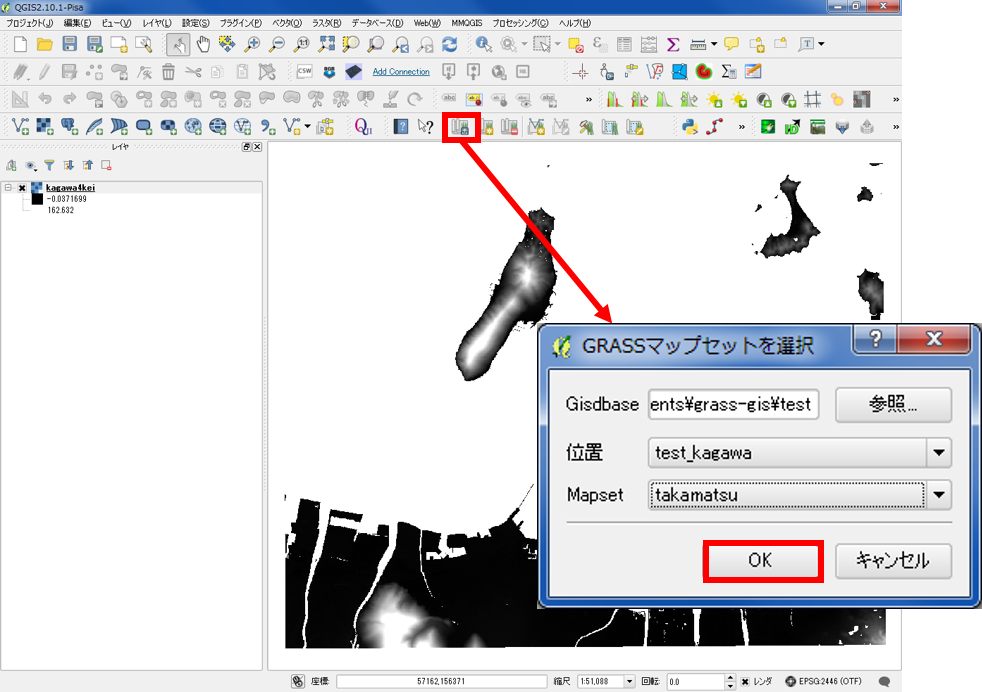 QGIS2.10.1-Pisa
プロジェクト(J) 編集(E) ビュー(V) レイヤ(L) 設定(S) プラグイン(P) ベクタ(O) ラスタ(R) データベース(D) Web(W) MMQGIS プロセッシング(C) ヘルプ(H)
CSW
Add Connection
レイヤ
kagawa4kei
-0.0371699
162.632
GRASSマップセットを選択
Gisdbase ents¥grass-gis¥test 参照...
位置 test_kagawa
Mapset takamatsu
OK キャンセル
座標: 57162,156371 縮尺 1:51,088 回転: 0.0 レンダ EPSG:2446 (OTF)